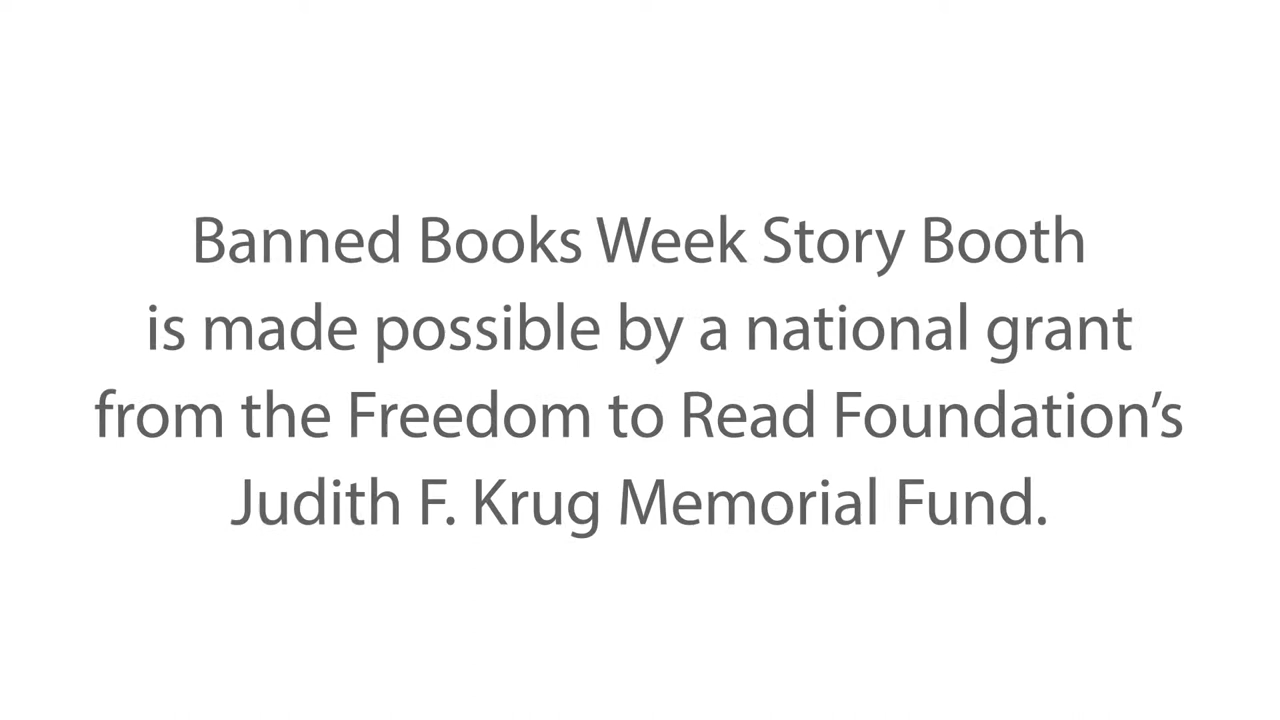 Banned Books Week Story Booth
is made possible by a national grant
from the Freedom to Read Foundation’s
Judith F. Krug Memorial Fund.